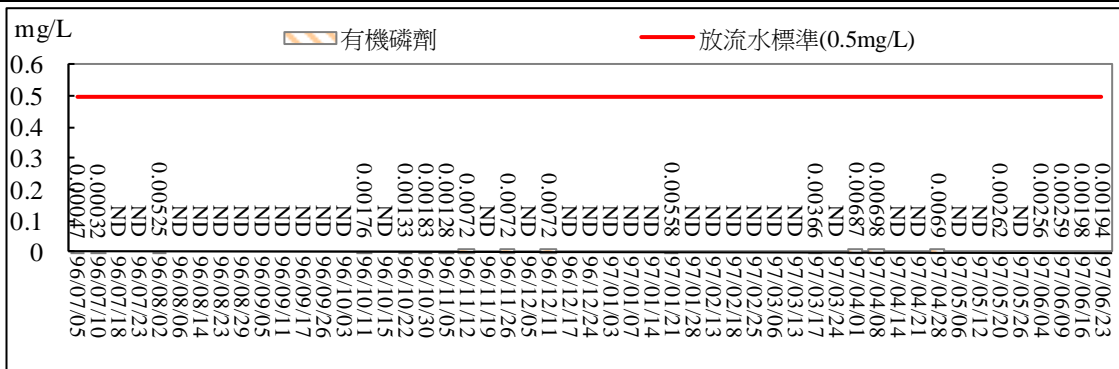 mg/L
有機磷劑
放流水標準(0.5mg/L)
0.6
0.5
0.4
0.3
0.2
0.1
0
0.00047
0.00032
ND
ND
0.00525
ND
ND
ND
ND
ND
ND
ND
ND
ND
0.00176
ND
0.00133
0.00183
0.00128
0.0072
ND
0.0072
ND
0.0072
ND
ND
ND
ND
ND
0.00558
ND
ND
ND
ND
ND
ND
0.00366
ND
0.00687
0.00698
ND
ND
0.0069
ND
ND
0.00262
ND
0.00256
0.00259
0.00198
0.00194
96/07/05
96/07/10
96/07/18
96/07/23
96/08/02
96/08/06
96/08/14
96/08/23
96/08/29
96/09/05
96/09/11
96/09/17
96/09/26
96/10/03
96/10/11
96/10/15
96/10/22
96/10/30
96/11/05
96/11/12
96/11/19
96/11/26
96/12/05
96/12/11
96/12/17
96/12/24
97/01/03
97/01/07
97/01/14
97/01/21
97/01/28
97/02/13
97/02/18
97/02/25
97/03/06
97/03/13
97/03/17
97/03/24
97/04/01
97/04/08
97/04/14
97/04/21
97/04/28
97/05/06
97/05/12
97/05/20
97/05/26
97/06/04
97/06/09
97/06/16
97/06/23